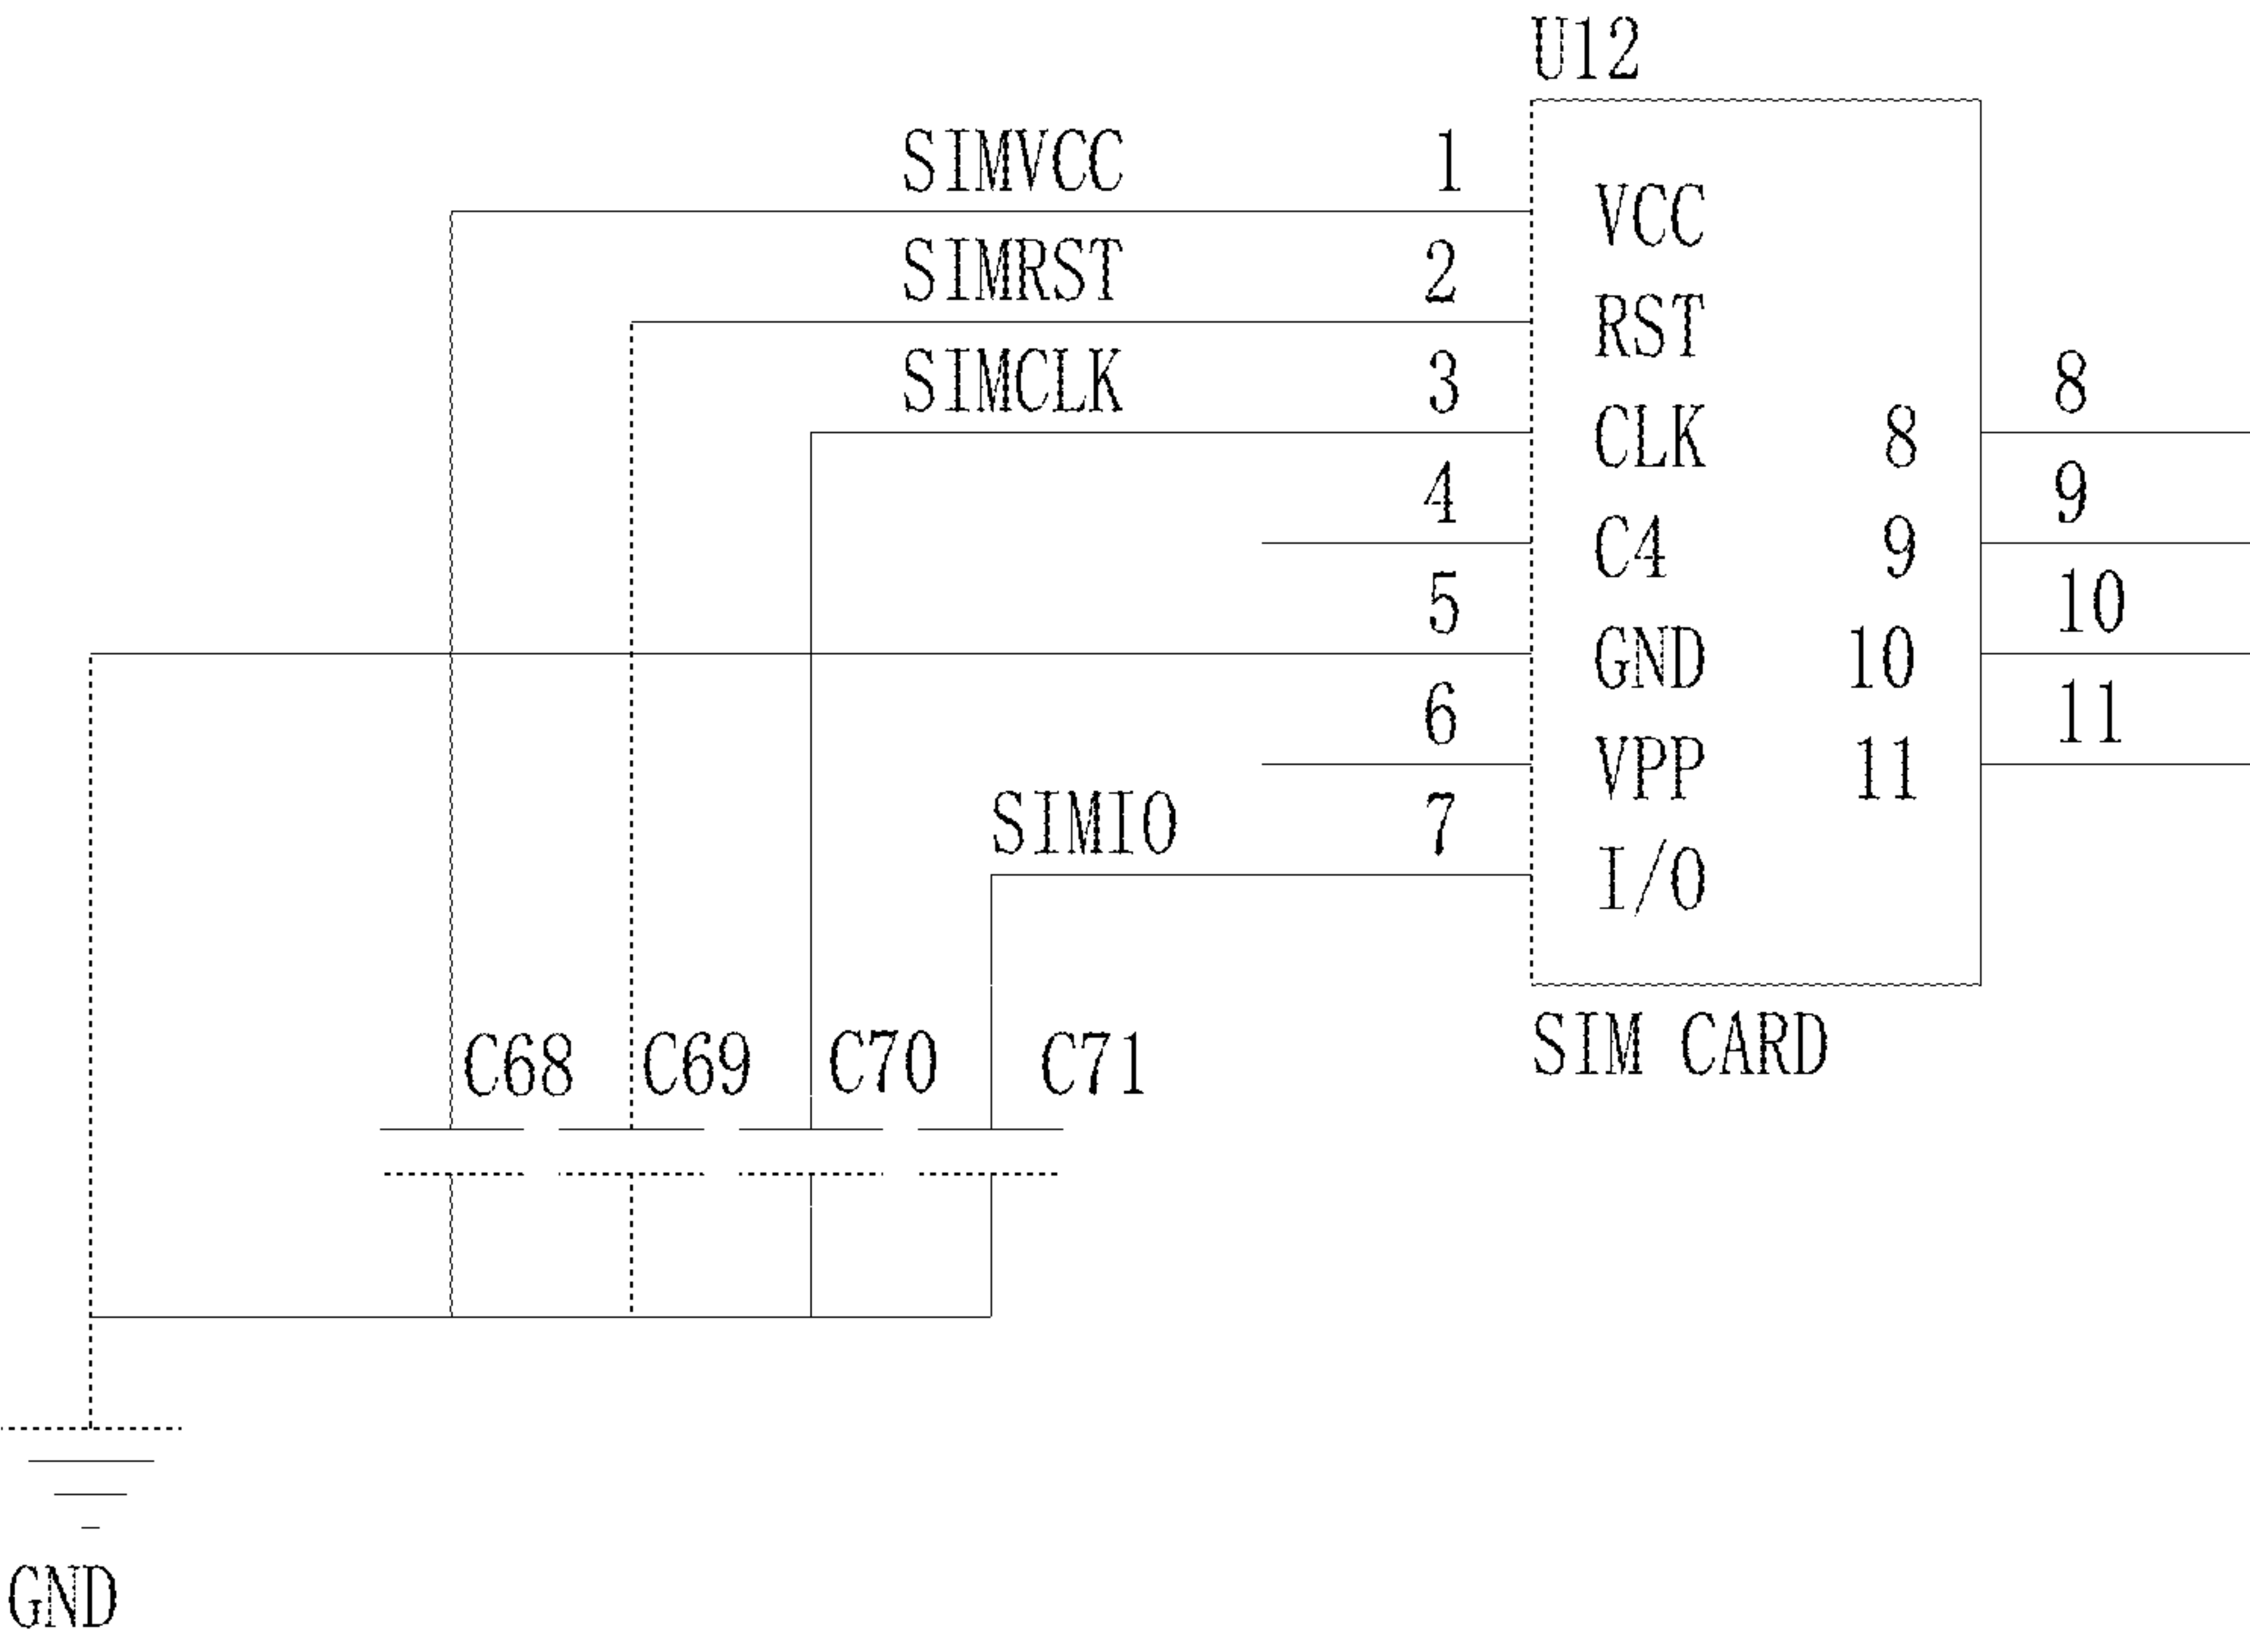 U12
SIMVCC 1
VCC
SIMRST 2
RST
SIMCLK 3 8
CLK 8
4 9
C4 9
5 10
GND 10
6 11
VPP 11
SIMIO 7
I/O
SIM CARD
C68 C69 C70 C71
GND